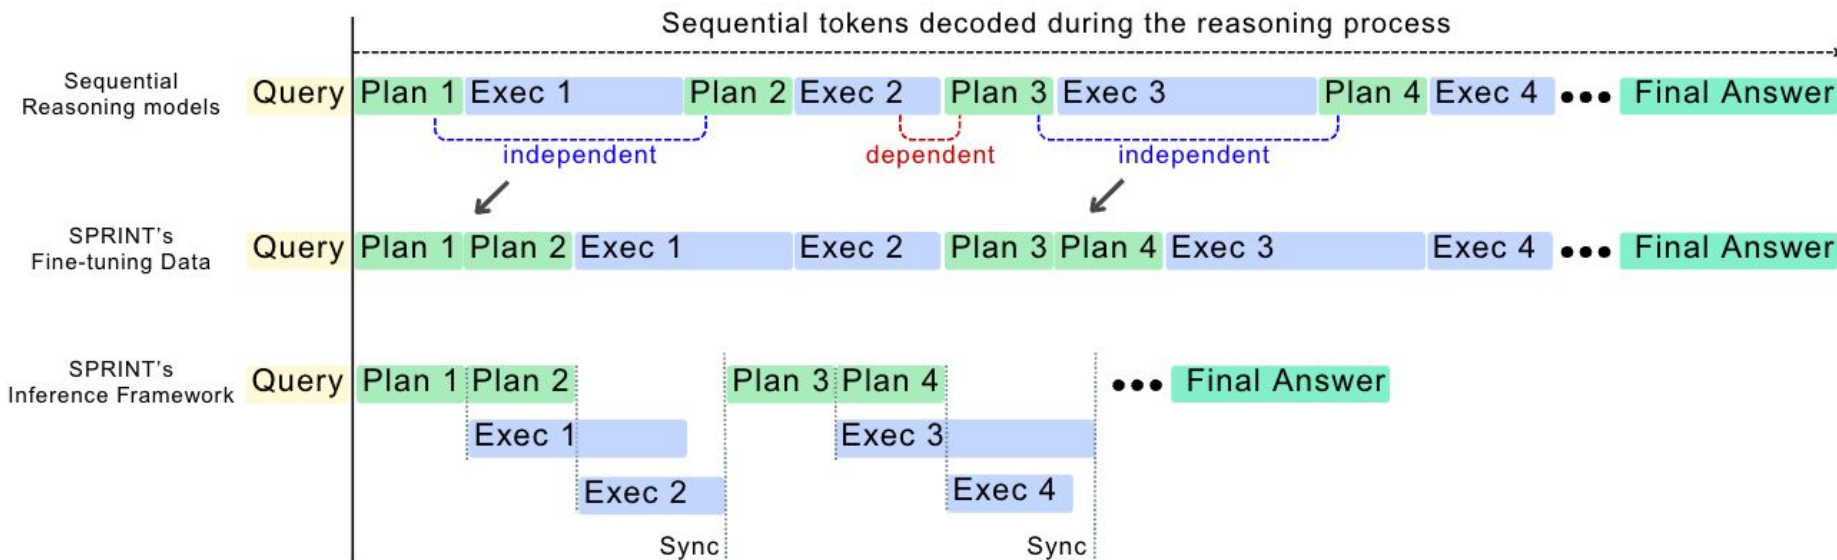 Sequential tokens decoded during the reasoning process
Sequential
Reasoning models
Query Plan 1 Exec 1 Plan 2 Exec 2 Plan 3 Exec 3 Plan 4 Exec 4 ••• Final Answer
independent dependent independent
SPRINT's
Fine-tuning Data
Query Plan 1 Plan 2 Exec 1 Exec 2 Plan 3 Plan 4 Exec 3 Exec 4 ••• Final Answer
SPRINT's
Inference Framework
Query Plan 1 Plan 2 Plan 3 Plan 4 ••• Final Answer
Exec 1 Exec 3
Exec 2 Exec 4
Sync Sync